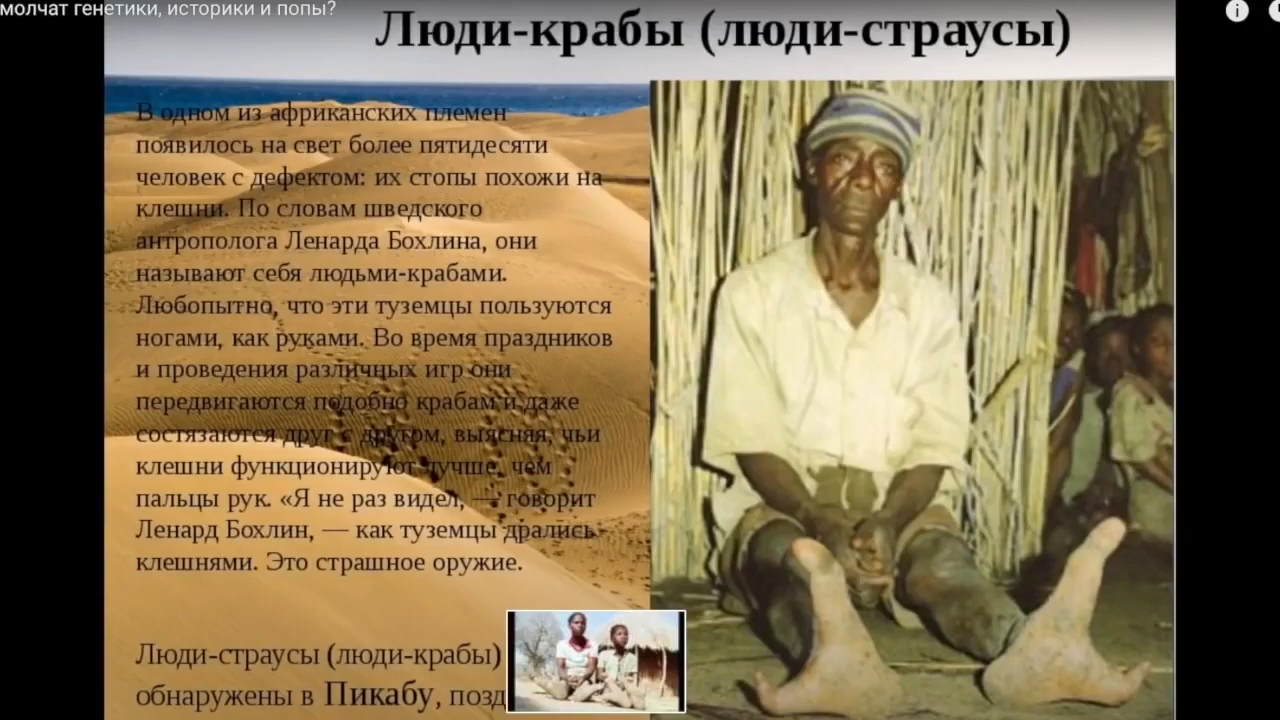 молчат генетики, историки и попы?
Люди-крабы (люди-страусы)
В одном из африканских племен
появилось на свет более пятидесяти
человек с дефектом: их стопы похожи на
клешни. По словам шведского
антрополога Ленарда Бохлина, они
называют себя людьми-крабами.
Любопытно, что эти туземцы пользуются
ногами, как руками. Во время праздников
и проведения различных игр они
передвигаются подобно крабам и даже
состязаются друг с другом, выясняя, чьи
клешни функционируют лучше, чем
пальцы рук. «Я не раз видел, — говорит
Ленард Бохлин, — как туземцы дрались
клешнями. Это страшное оружие.
Люди-страусы (люди-крабы)
обнаружены в Пикабу, позд